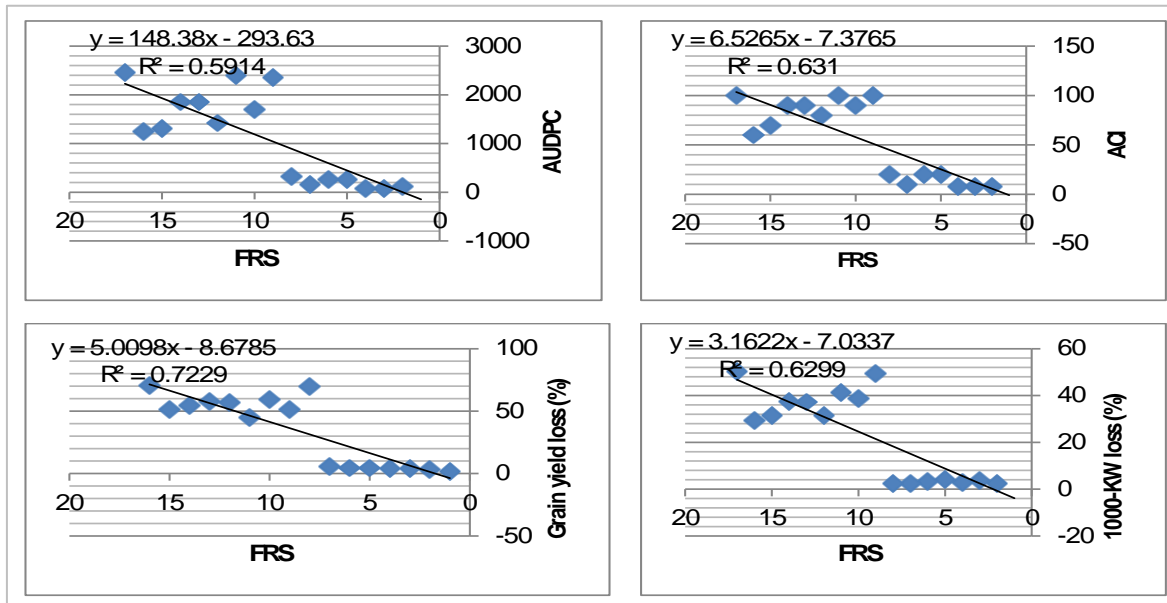 y = 148.38x - 293.63
R² = 0.5914
3000
2000
1000
0
-1000
20 15 10 5 0
AUDPC
FRS
y = 6.5265x - 7.3765
R² = 0.631
150
100
50
0
-50
20 15 10 5 0
ACI
FRS
y = 5.0098x - 8.6785
R² = 0.7229
100
50
0
-50
20 15 10 5 0
Grain yield loss (%)
FRS
y = 3.1622x - 7.0337
R² = 0.6299
60
40
20
0
-20
20 15 10 5 0
1000-KW loss (%)
FRS